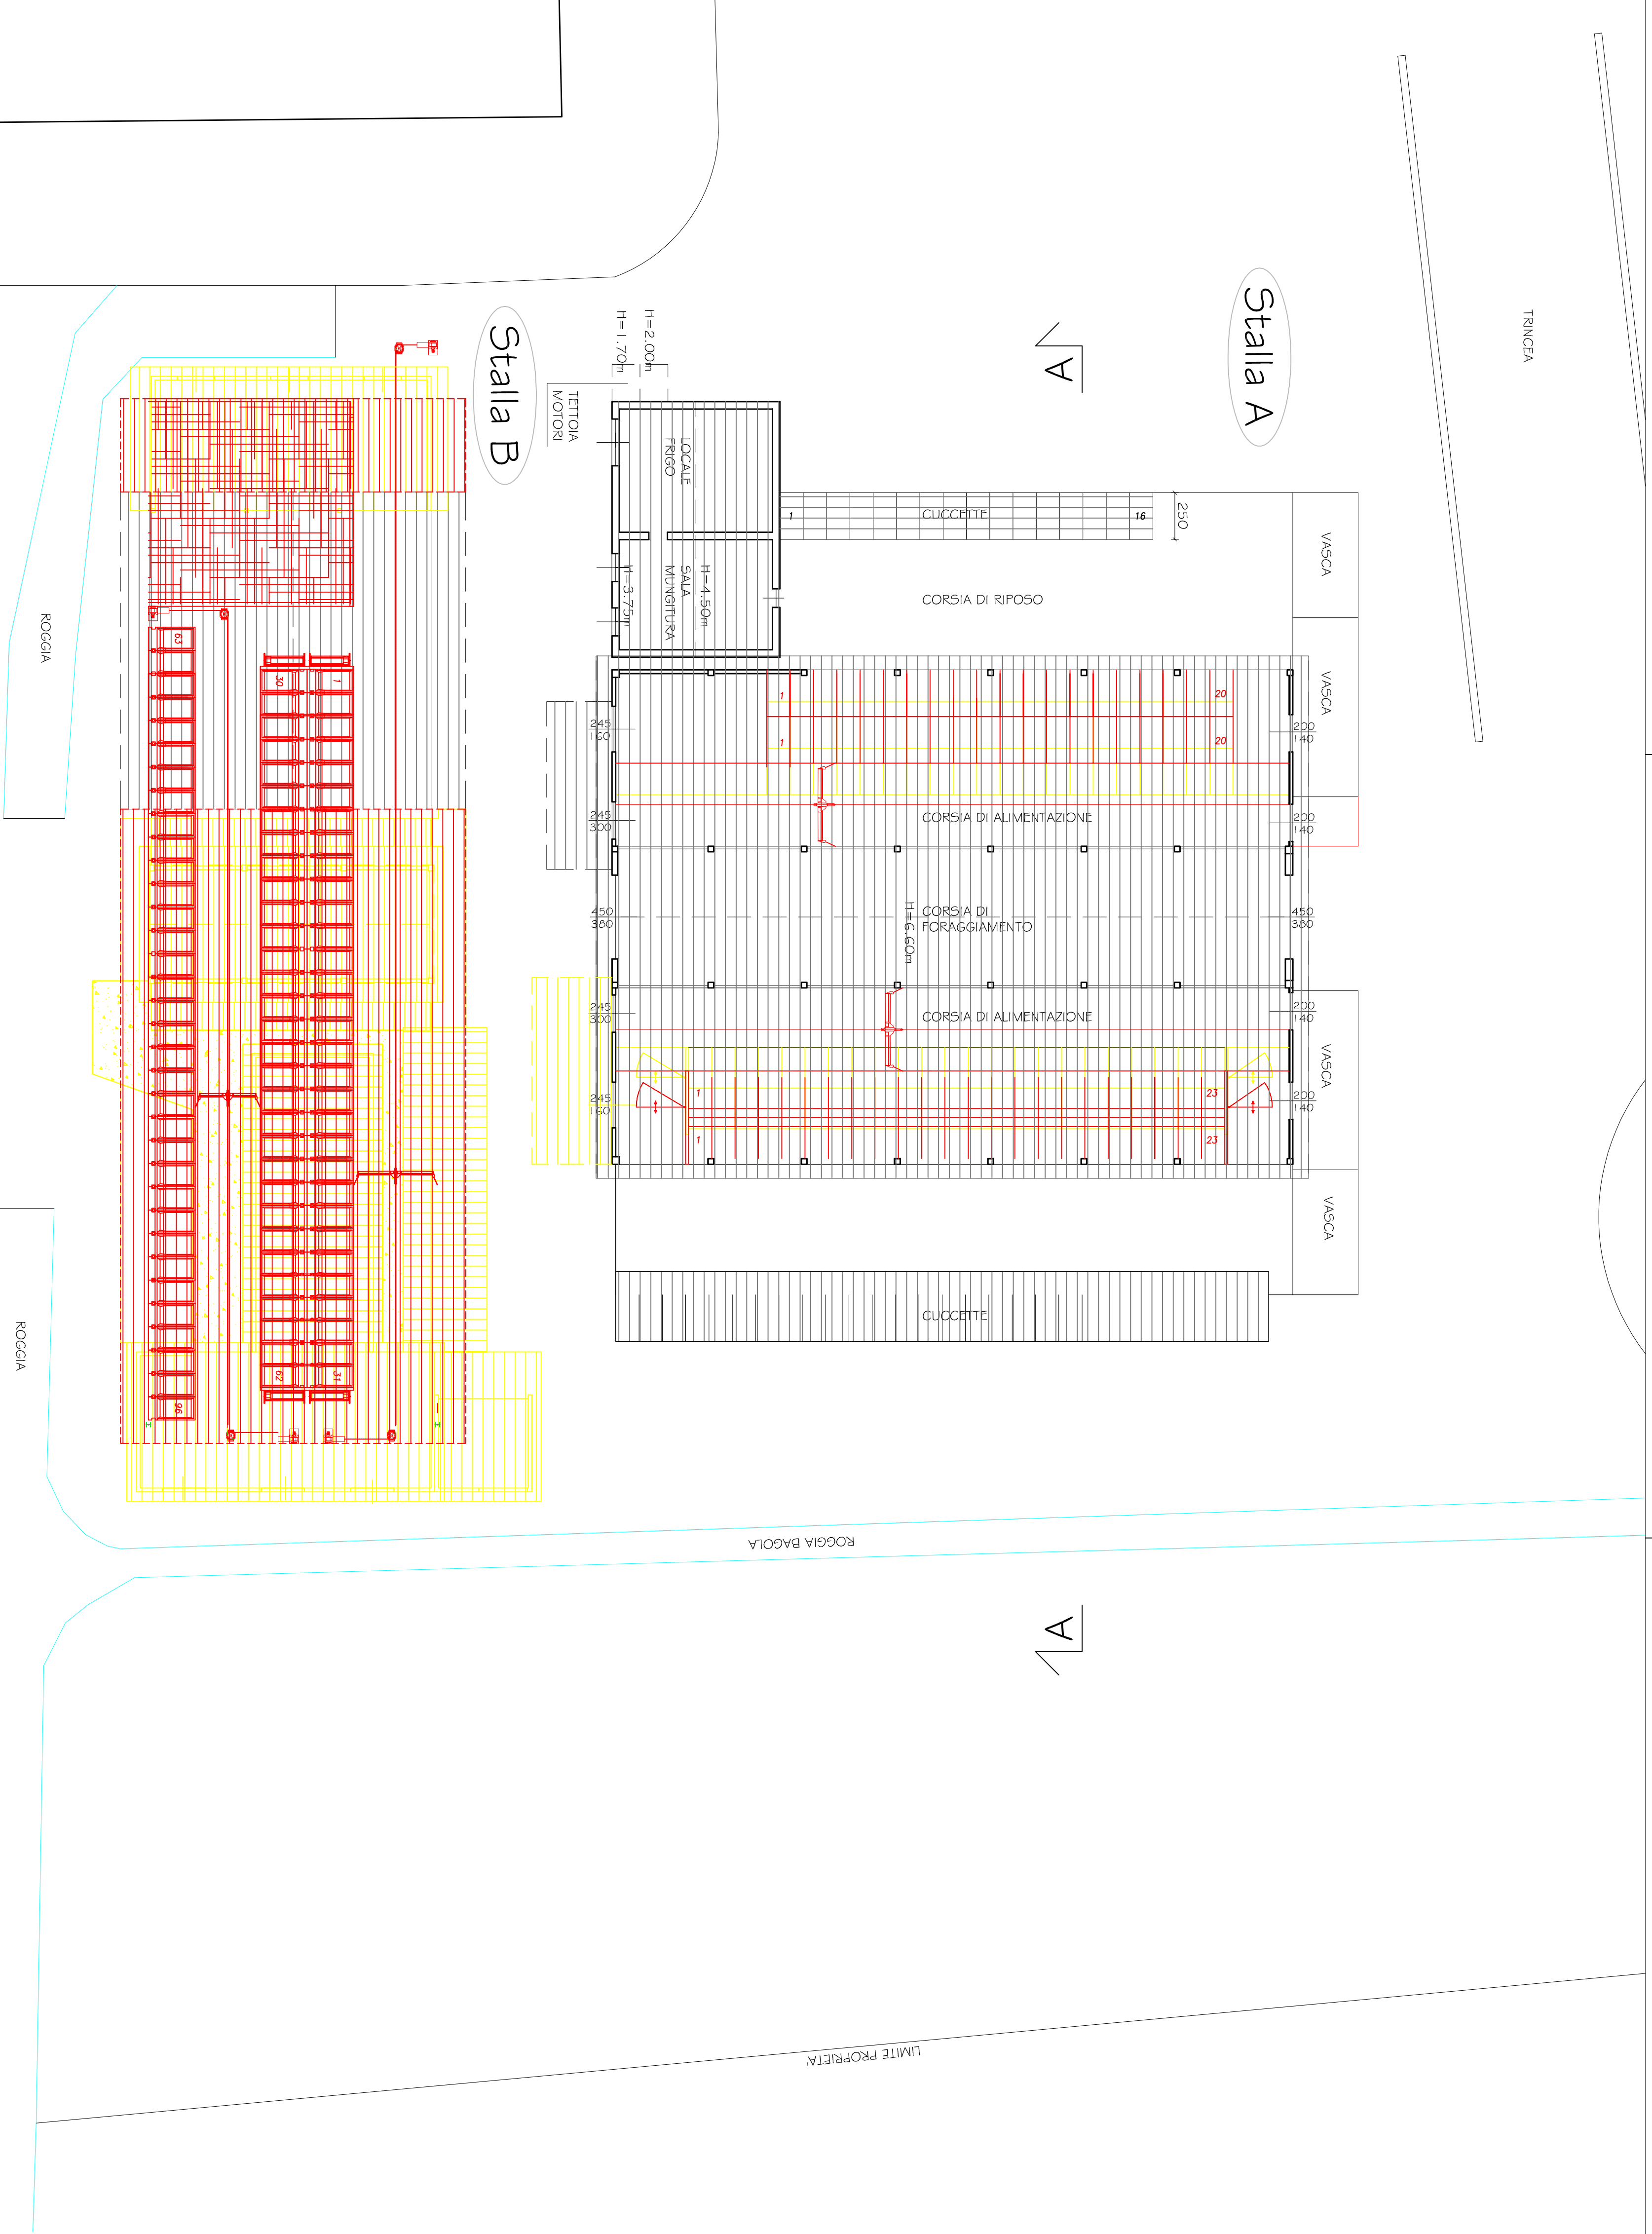 TRINCEA
Stalla A
A
Stalla B
H=2.00m
H=1.70m
TETTOIA
MOTORI
LOCALE
FRIGO
SALA
MUNGITURA
H=4.50m
H=3.75m
1
CUCCETTE
16
250
CORSIA DI RIPOSO
VASCA
VASCA
VASCA
VASCA
1
20
1
20
245
160
200
140
CORSIA DI ALIMENTAZIONE
245
300
200
140
CORSIA DI
FORAGGIAMENTO
H=6.60m
450
380
450
380
CORSIA DI ALIMENTAZIONE
245
300
200
140
1
23
1
23
245
160
200
140
CUCCETTE
63
30
1
96
62
31
H
H
ROGGIA
ROGGIA
ROGGIA BAGOLA
A
LIMITE PROPRIETA'